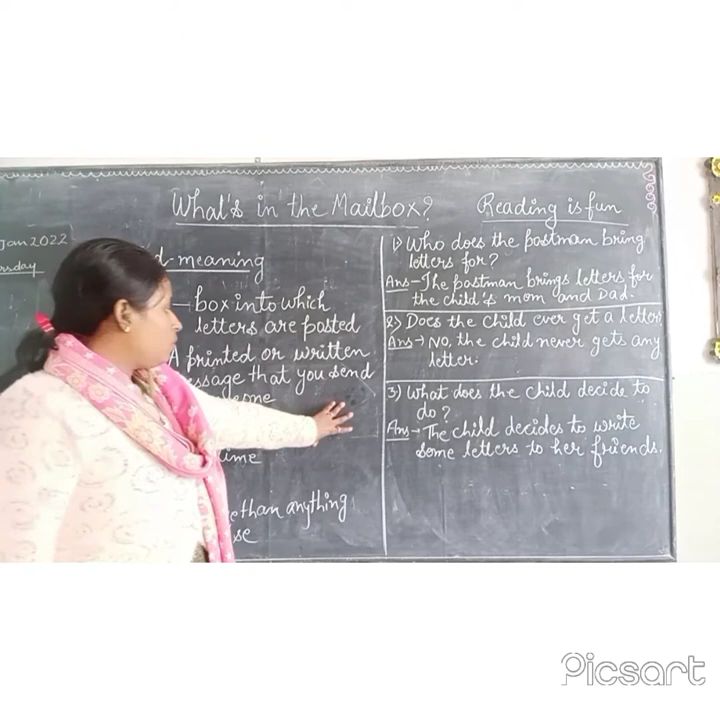 What's in the Mailbox?
Reading is fun
Jan 2022
d-meaning
- box into which
letters are posted
A printed or written
essage that you send
time
than anything
se
1) Who does the postman bring
letters for?
Ans- The postman brings letters for
the child's mom and Dad.
2) Does the child ever get a letter
Ans→ No, the child never gets any
letter.
3) What does the child decide to
do?
Ans→ The child decides to write
some letters to her friends.
Picsart